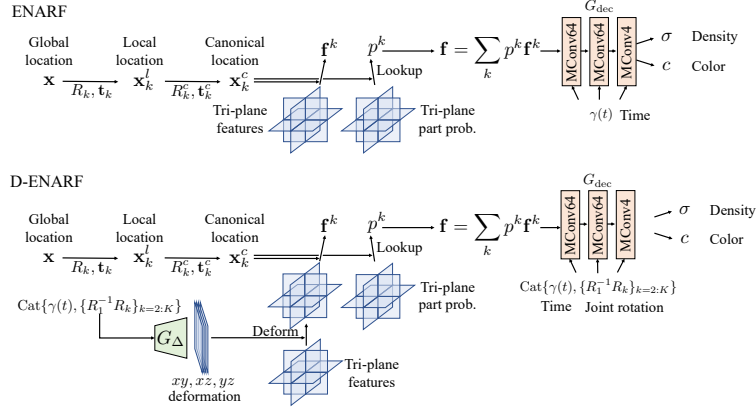 ENARF
Global location
Local location
Canonical location
x
R_k, t_k
x_k^l
R_k^c, t_k^c
x_k^c
f^k
p^k
Lookup
Tri-plane features
Tri-plane part prob.
f = ∑_k p^k f^k
G_dec
MConv64
MConv64
MConv4
γ(t) Time
σ Density
c Color
D-ENARF
Global location
Local location
Canonical location
x
R_k, t_k
x_k^l
R_k^c, t_k^c
x_k^c
f^k
p^k
Lookup
Tri-plane part prob.
f = ∑_k p^k f^k
G_dec
MConv64
MConv64
MConv4
σ Density
c Color
Cat{γ(t), {R_1^{-1} R_k}_{k=2:K}}
Time Joint rotation
Cat{γ(t), {R_1^{-1} R_k}_{k=2:K}}
G_Δ
xy, xz, yz
deformation
Deform
Tri-plane features